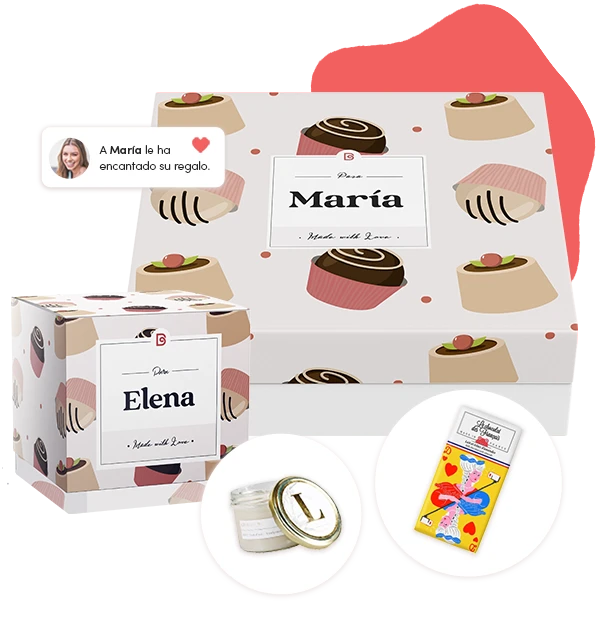 A María le ha
encantado su regalo.
Para
María
Made with Love
Para
Elena
Made with Love
L